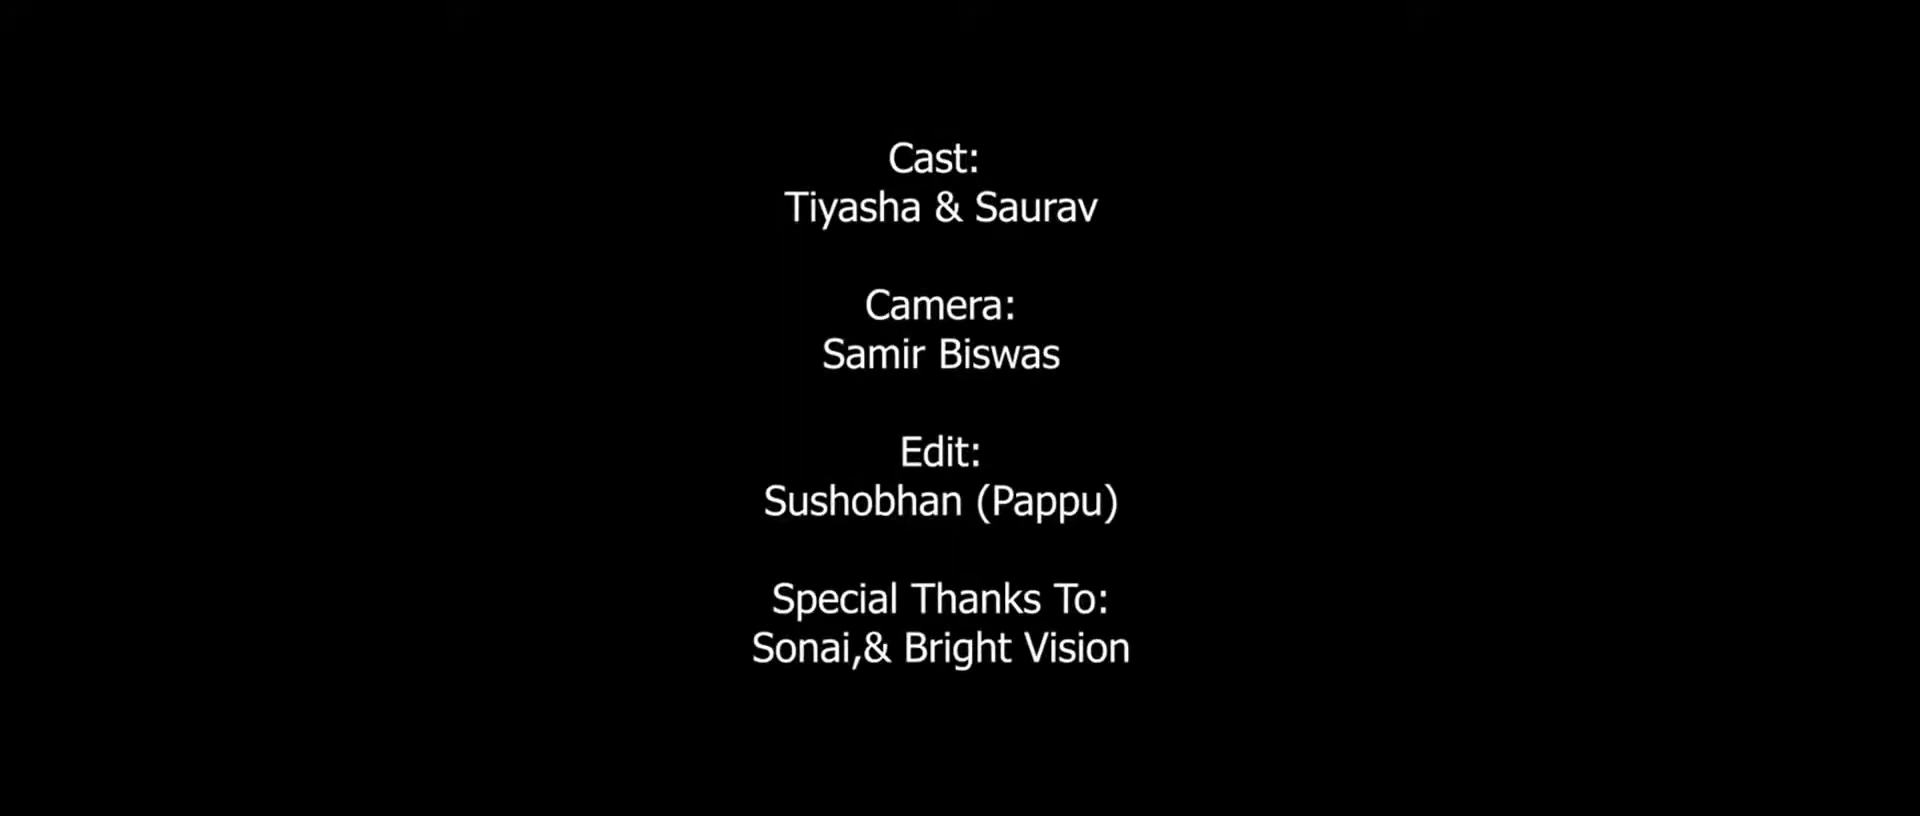 Cast:
Tiyasha & Saurav
Camera:
Samir Biswas
Edit:
Sushobhan (Pappu)
Special Thanks To:
Sonai,& Bright Vision